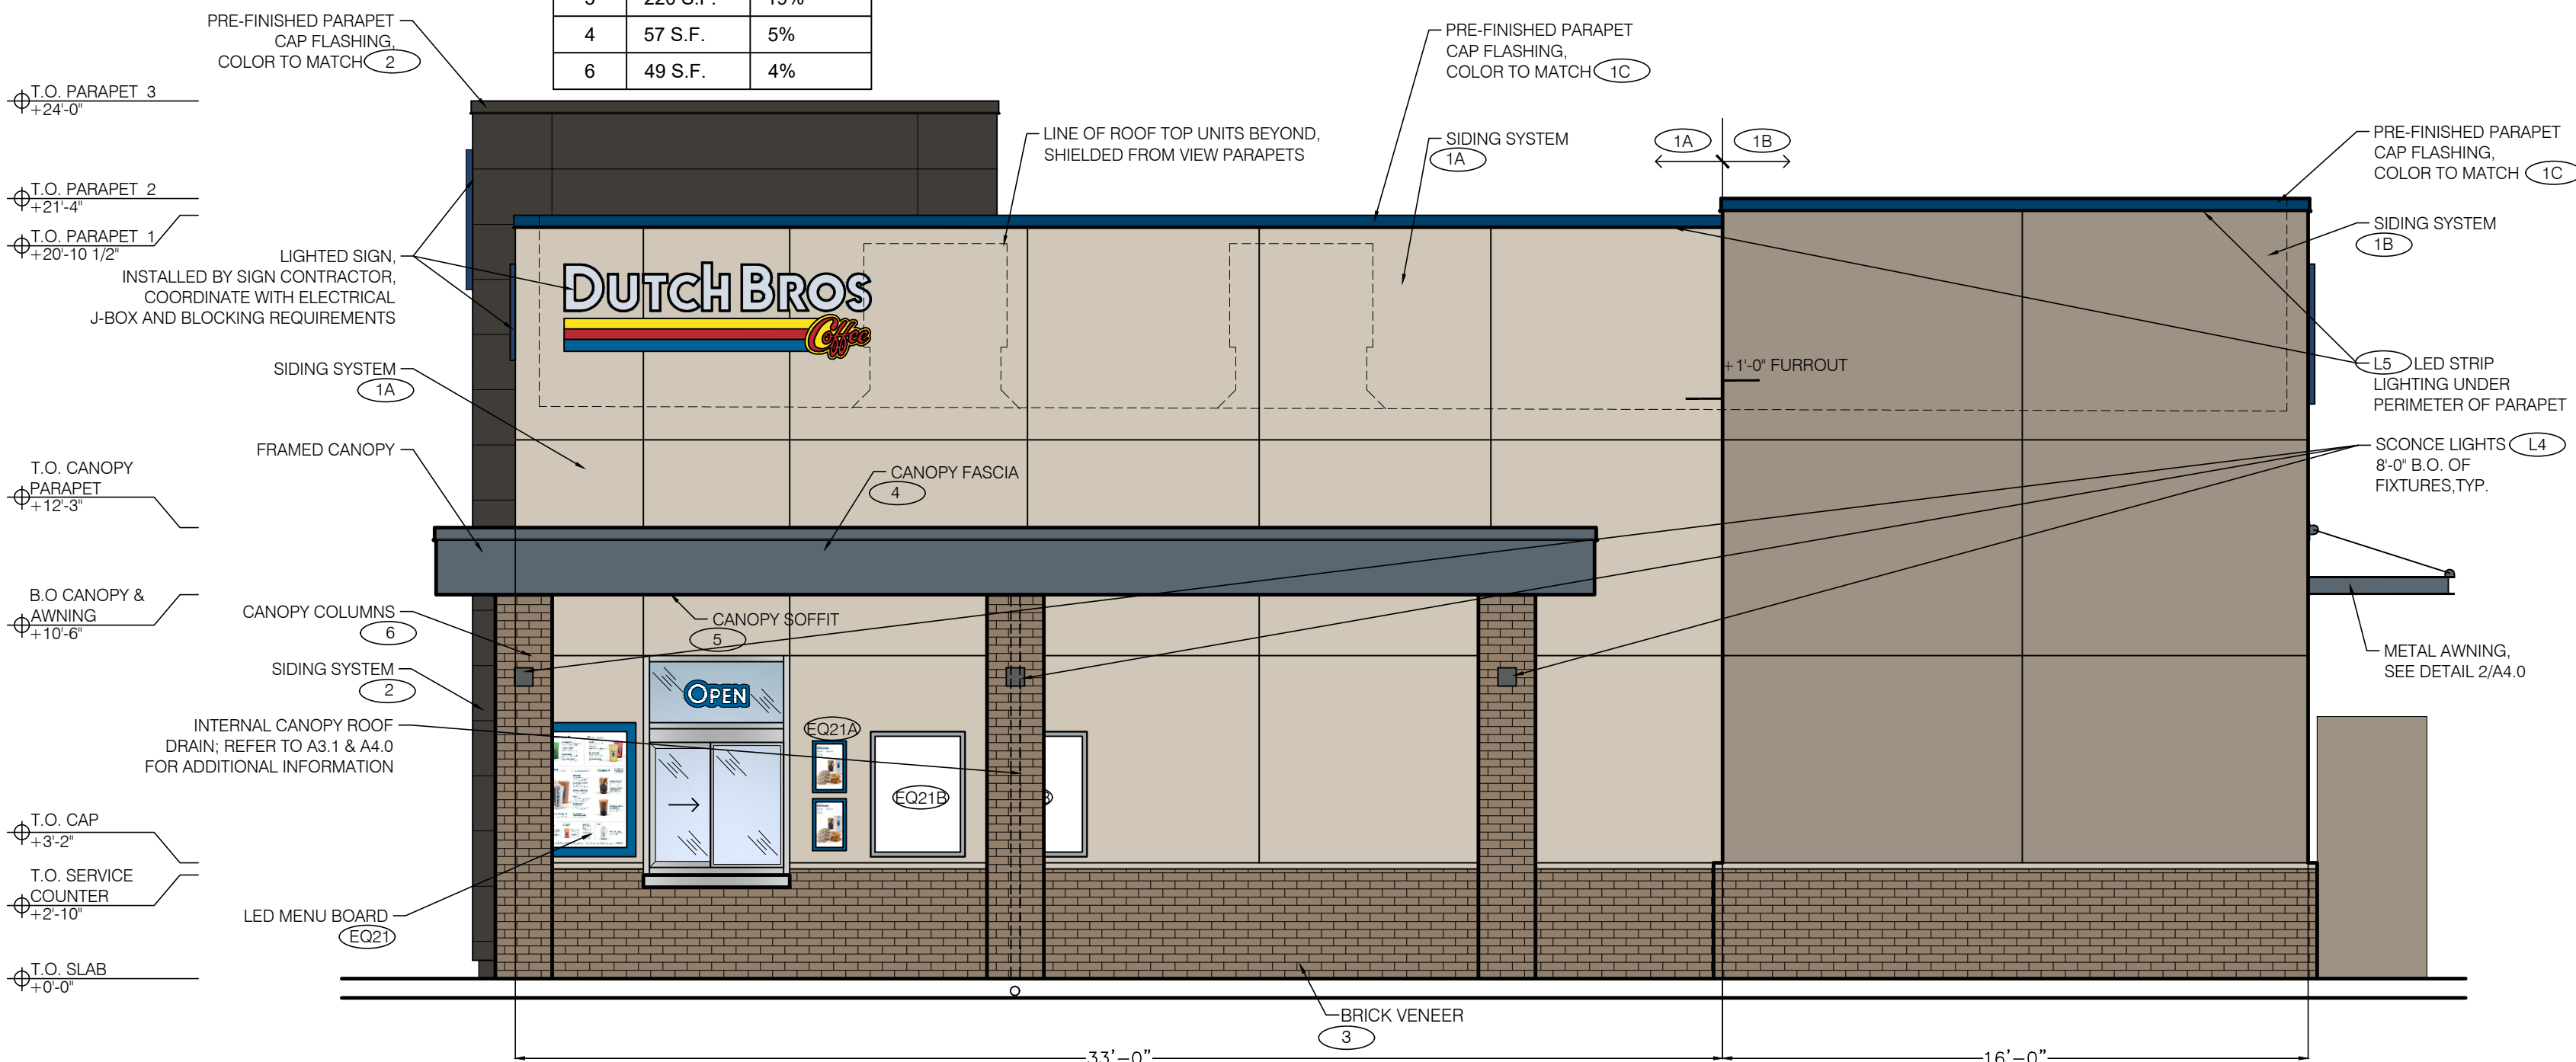 3 220 S.F. 19%
4 57 S.F. 5%
6 49 S.F. 4%
PRE-FINISHED PARAPET
CAP FLASHING,
COLOR TO MATCH 2
PRE-FINISHED PARAPET
CAP FLASHING,
COLOR TO MATCH 1C
T.O. PARAPET 3
+24'-0"
LINE OF ROOF TOP UNITS BEYOND,
SHIELDED FROM VIEW PARAPETS
SIDING SYSTEM
1A
1A 1B
PRE-FINISHED PARAPET
CAP FLASHING,
COLOR TO MATCH 1C
T.O. PARAPET 2
+21'-4"
T.O. PARAPET 1
+20'-10 1/2"
SIDING SYSTEM
1B
LIGHTED SIGN,
INSTALLED BY SIGN CONTRACTOR,
COORDINATE WITH ELECTRICAL
J-BOX AND BLOCKING REQUIREMENTS
DUTCH BROS
Coffee
+1'-0" FURROUT
L5 LED STRIP
LIGHTING UNDER
PERIMETER OF PARAPET
SIDING SYSTEM
1A
FRAMED CANOPY
CANOPY FASCIA
4
SCONCE LIGHTS L4
8'-0" B.O. OF
FIXTURES,TYP.
T.O. CANOPY
PARAPET
+12'-3"
B.O CANOPY &
AWNING
+10'-6"
CANOPY COLUMNS
6
CANOPY SOFFIT
5
METAL AWNING,
SEE DETAIL 2/A4.0
SIDING SYSTEM
2
OPEN
INTERNAL CANOPY ROOF
DRAIN; REFER TO A3.1 & A4.0
FOR ADDITIONAL INFORMATION
EQ21A
EQ21B
T.O. CAP
+3'-2"
T.O. SERVICE
COUNTER
+2'-10"
LED MENU BOARD
EQ21
T.O. SLAB
+0'-0"
BRICK VENEER
3
33'-0" 16'-0"